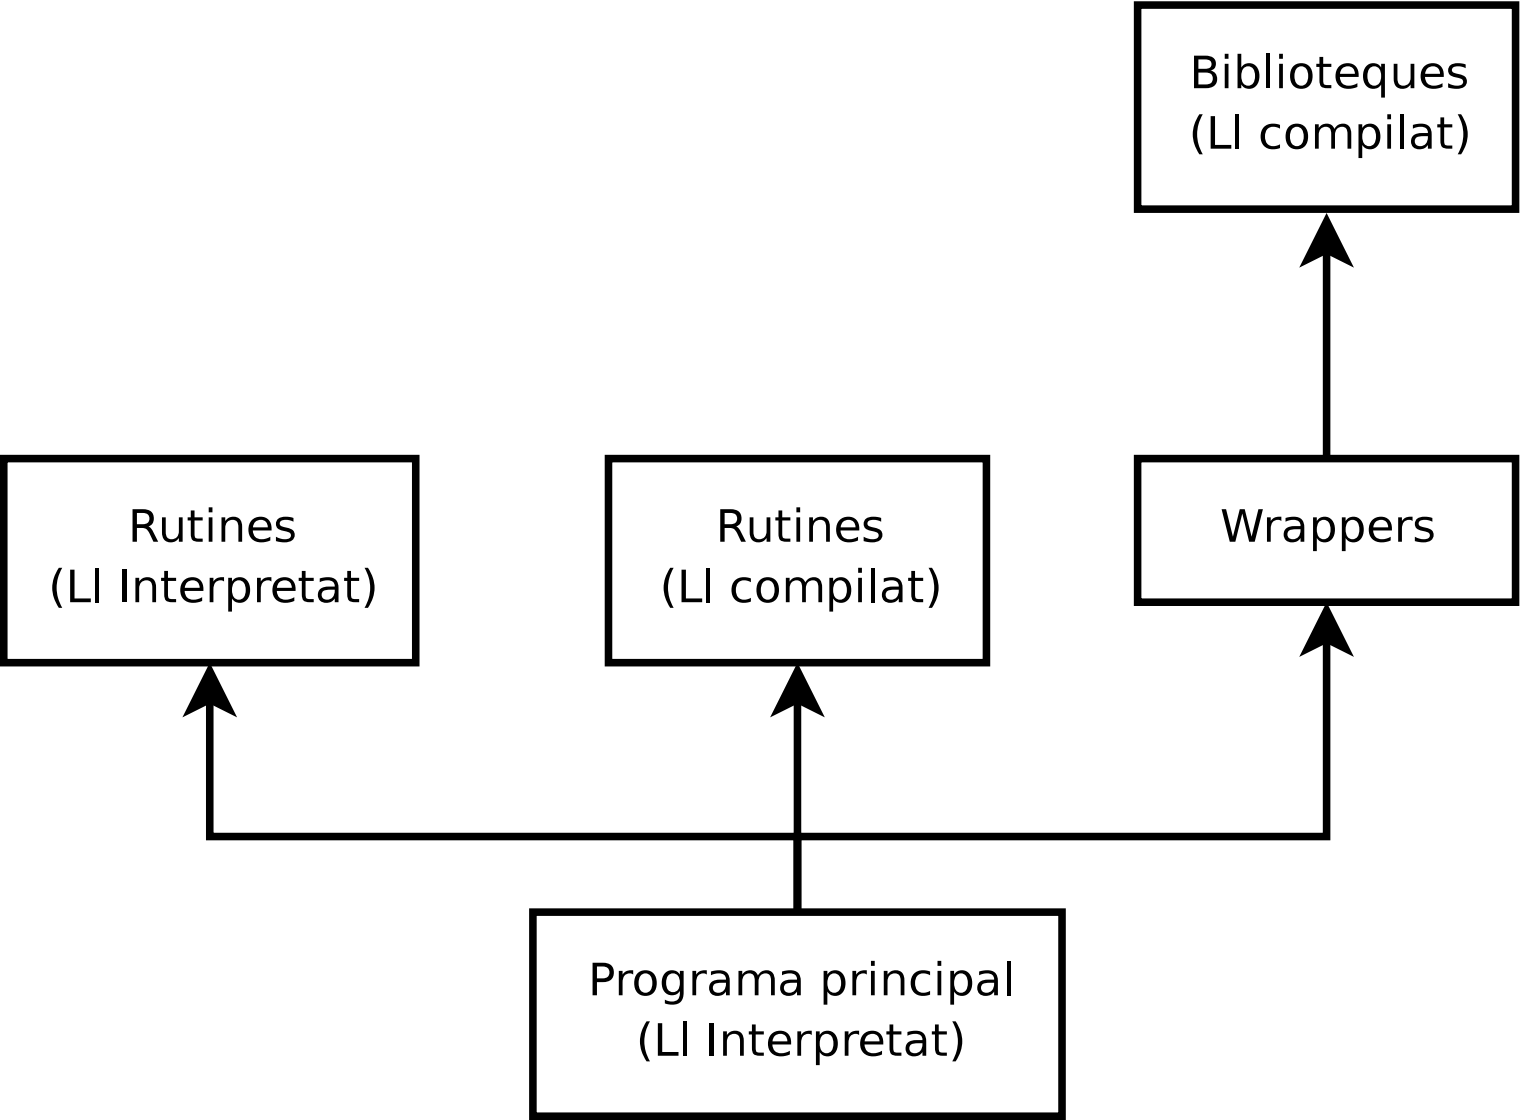 Biblioteques
(Ll compilat)
Rutines
(Ll Interpretat)
Rutines
(Ll compilat)
Wrappers
Programa principal
(Ll Interpretat)